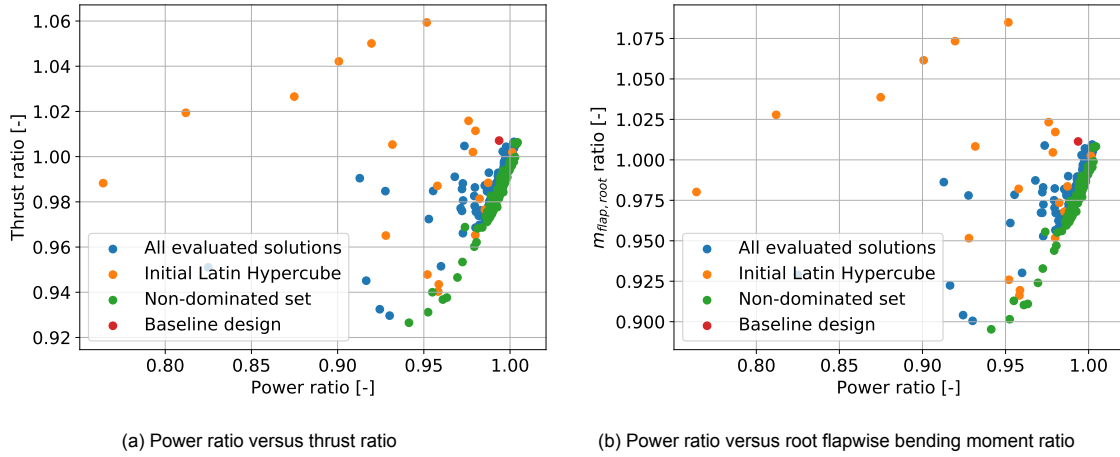 1.06
1.04
1.02
1.00
0.98
0.96
0.94
0.92
Thrust ratio [-]
All evaluated solutions
Initial Latin Hypercube
Non-dominated set
Baseline design
0.80
0.85
0.90
0.95
1.00
Power ratio [-]
(a) Power ratio versus thrust ratio
1.075
1.050
1.025
1.000
0.975
0.950
0.925
0.900
m_flap, root ratio [-]
All evaluated solutions
Initial Latin Hypercube
Non-dominated set
Baseline design
0.80
0.85
0.90
0.95
1.00
Power ratio [-]
(b) Power ratio versus root flapwise bending moment ratio